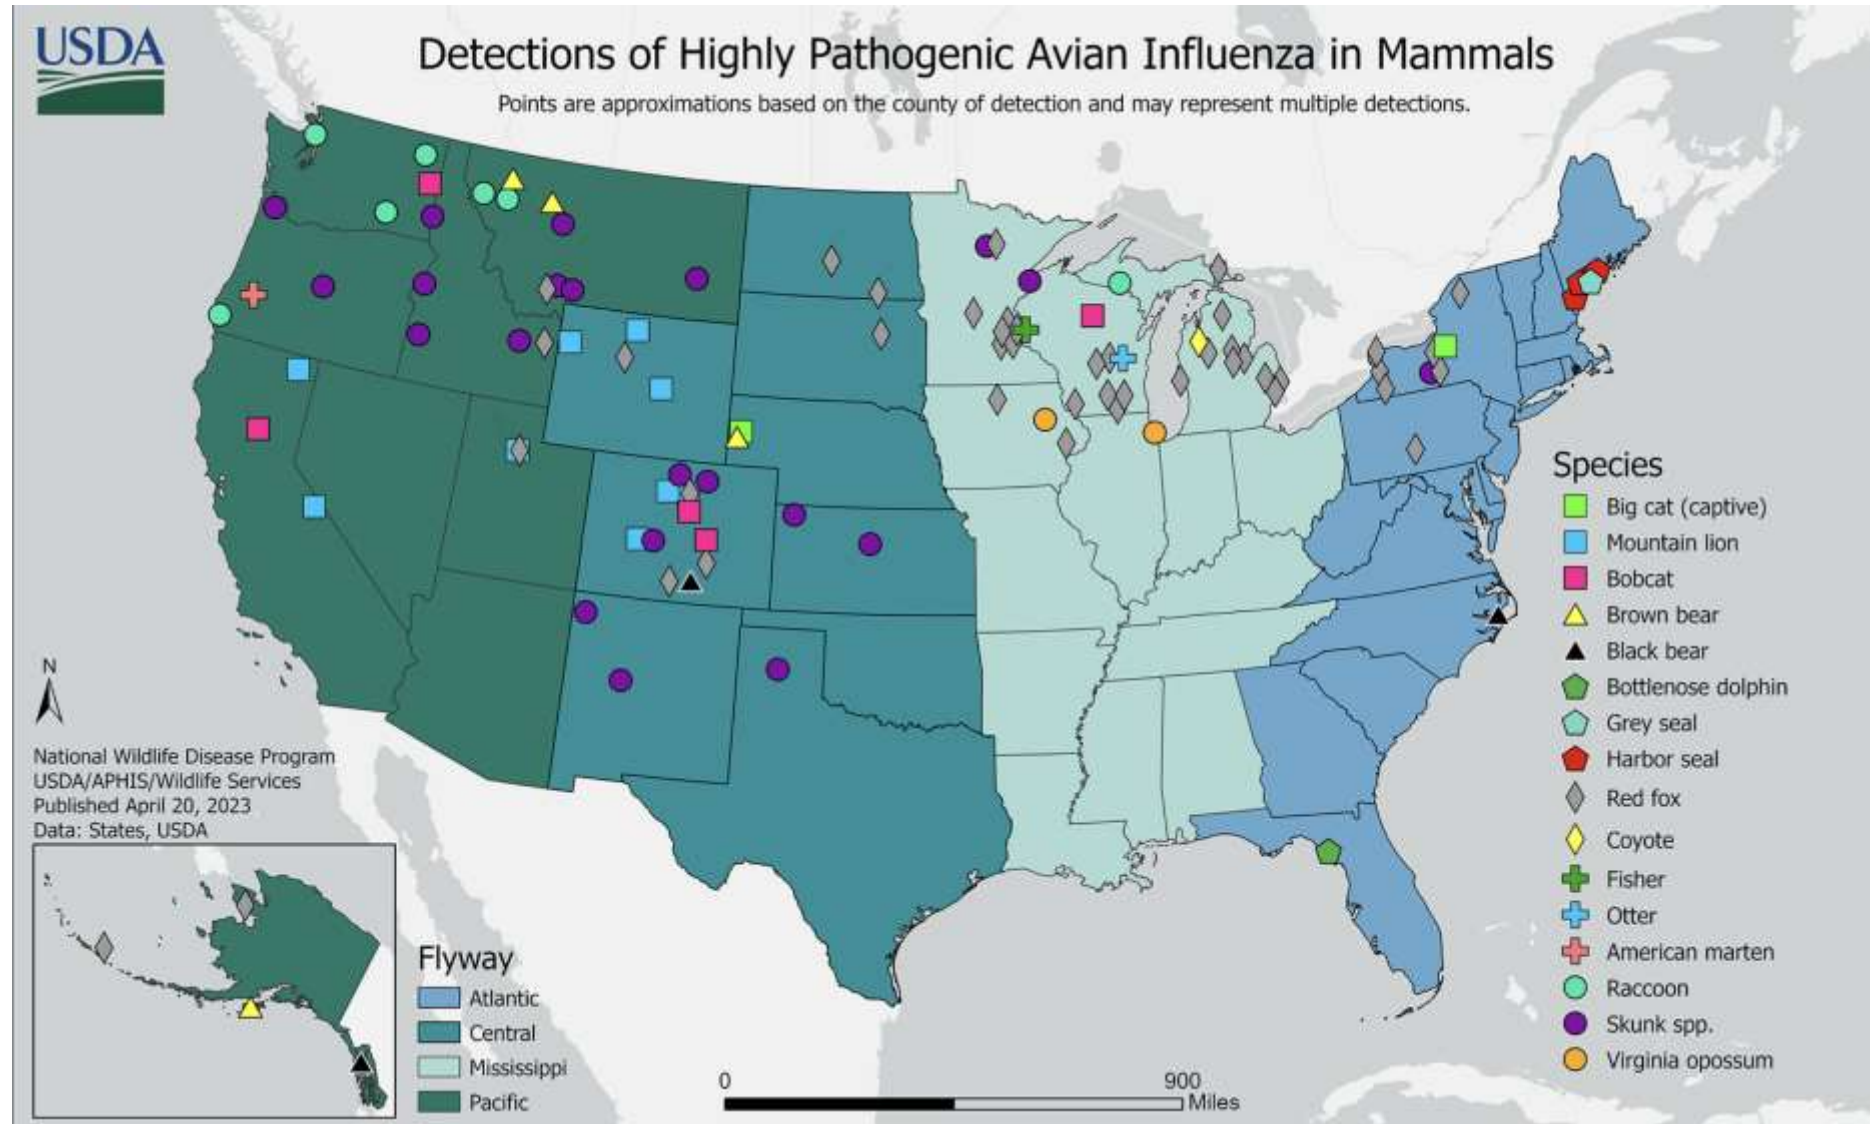 USDA
Detections of Highly Pathogenic Avian Influenza in Mammals
Points are approximations based on the county of detection and may represent multiple detections.
Species
Big cat (captive)
Mountain lion
Bobcat
Brown bear
Black bear
Bottlenose dolphin
Grey seal
Harbor seal
Red fox
Coyote
Fisher
Otter
American marten
Raccoon
Skunk spp.
Virginia opossum
N
National Wildlife Disease Program
USDA/APHIS/Wildlife Services
Published April 20, 2023
Data: States, USDA
Flyway
Atlantic
Central
Mississippi
Pacific
0 900
Miles